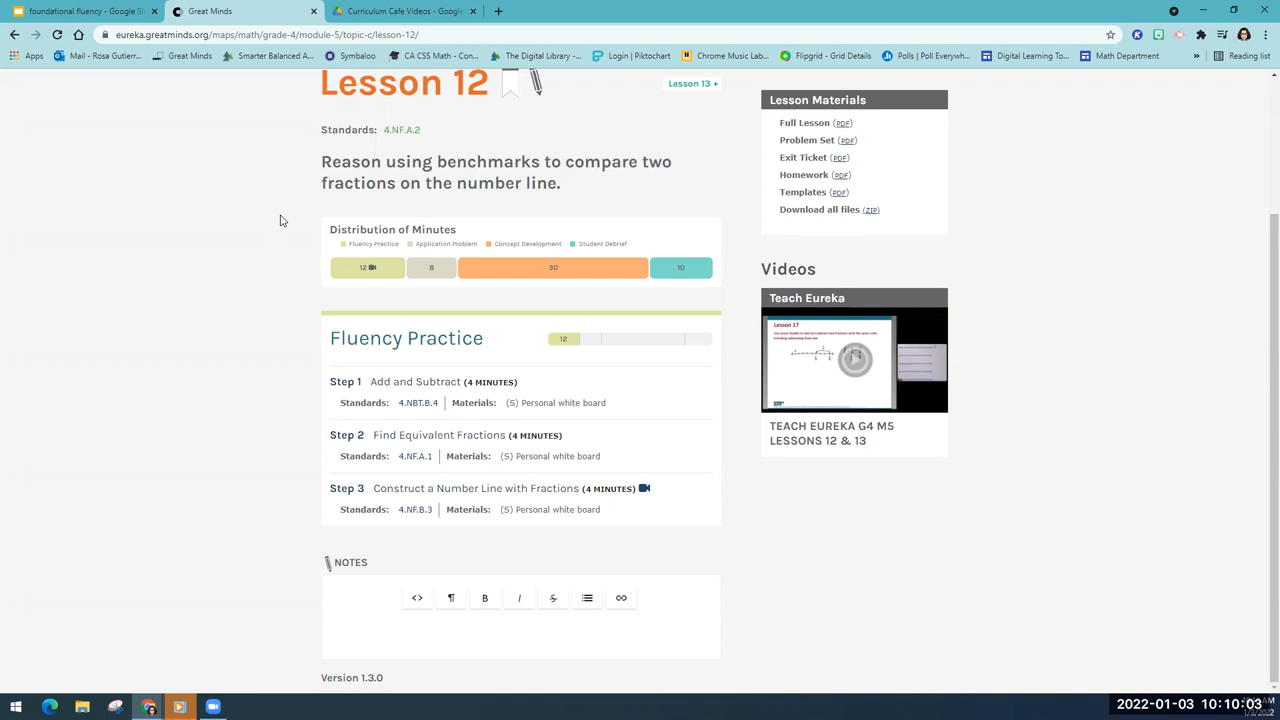 foundational fluency - Google Sli
Great Minds
Curriculum Cafe GC Fluency - G
eureka.greatminds.org/maps/math/grade-4/module-5/topic-c/lesson-12/
Apps
Mail - Rosa Gutierr...
Great Minds
Smarter Balanced A...
Symbaloo
CA CSS Math - Con...
The Digital Library -...
Login | Piktochart
Chrome Music Lab...
Flipgrid - Grid Details
Polls | Poll Everywh...
Digital Learning To...
Math Department
»
Reading list
Lesson 12
Lesson 13
Standards: 4.NF.A.2
Reason using benchmarks to compare two
fractions on the number line.
Distribution of Minutes
Fluency Practice Application Problem Concept Development Student Debrief
12 8 30 10
Fluency Practice
12
Step 1 Add and Subtract (4 MINUTES)
Standards: 4.NBT.B.4 Materials: (S) Personal white board
Step 2 Find Equivalent Fractions (4 MINUTES)
Standards: 4.NF.A.1 Materials: (S) Personal white board
Step 3 Construct a Number Line with Fractions (4 MINUTES)
Standards: 4.NF.B.3 Materials: (S) Personal white board
NOTES
<> ¶ B I S
Version 1.3.0
Lesson Materials
Full Lesson (PDF)
Problem Set (PDF)
Exit Ticket (PDF)
Homework (PDF)
Templates (PDF)
Download all files (ZIP)
Videos
Teach Eureka
Lesson 17
TEACH EUREKA G4 M5
LESSONS 12 & 13
2022-01-03 10:10:03